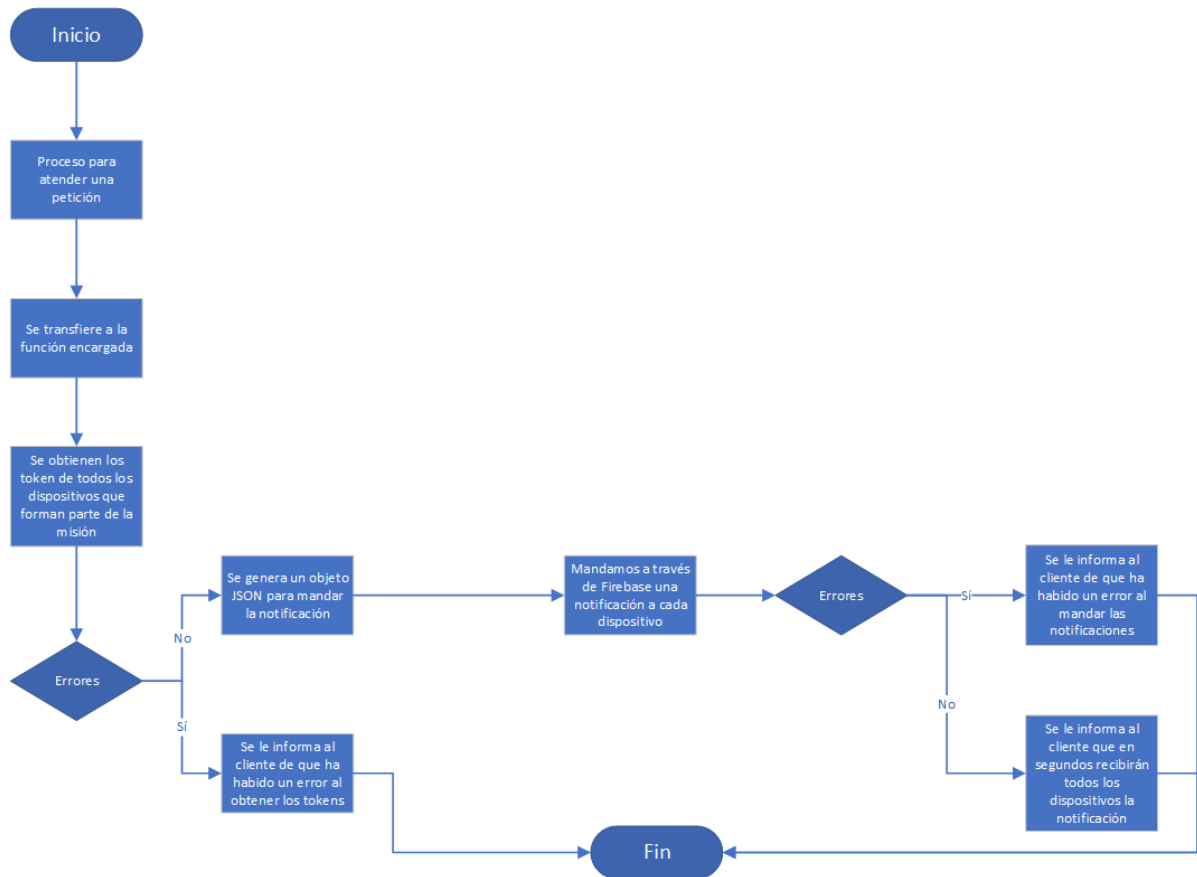 Inicio
Proceso para
atender una
petición
Se transfiere a la
función encargada
Se obtienen los
token de todos los
dispositivos que
forman parte de la
misión
Errores
No
Sí
Se genera un objeto
JSON para mandar
la notificación
Se le informa al
cliente de que ha
habido un error al
obtener los tokens
Mandamos a través
de Firebase una
notificación a cada
dispositivo
Errores
Sí
No
Se le informa al
cliente de que ha
habido un error al
mandar las
notificaciones
Se le informa al
cliente que en
segundos recibirán
todos los
dispositivos la
notificación
Fin